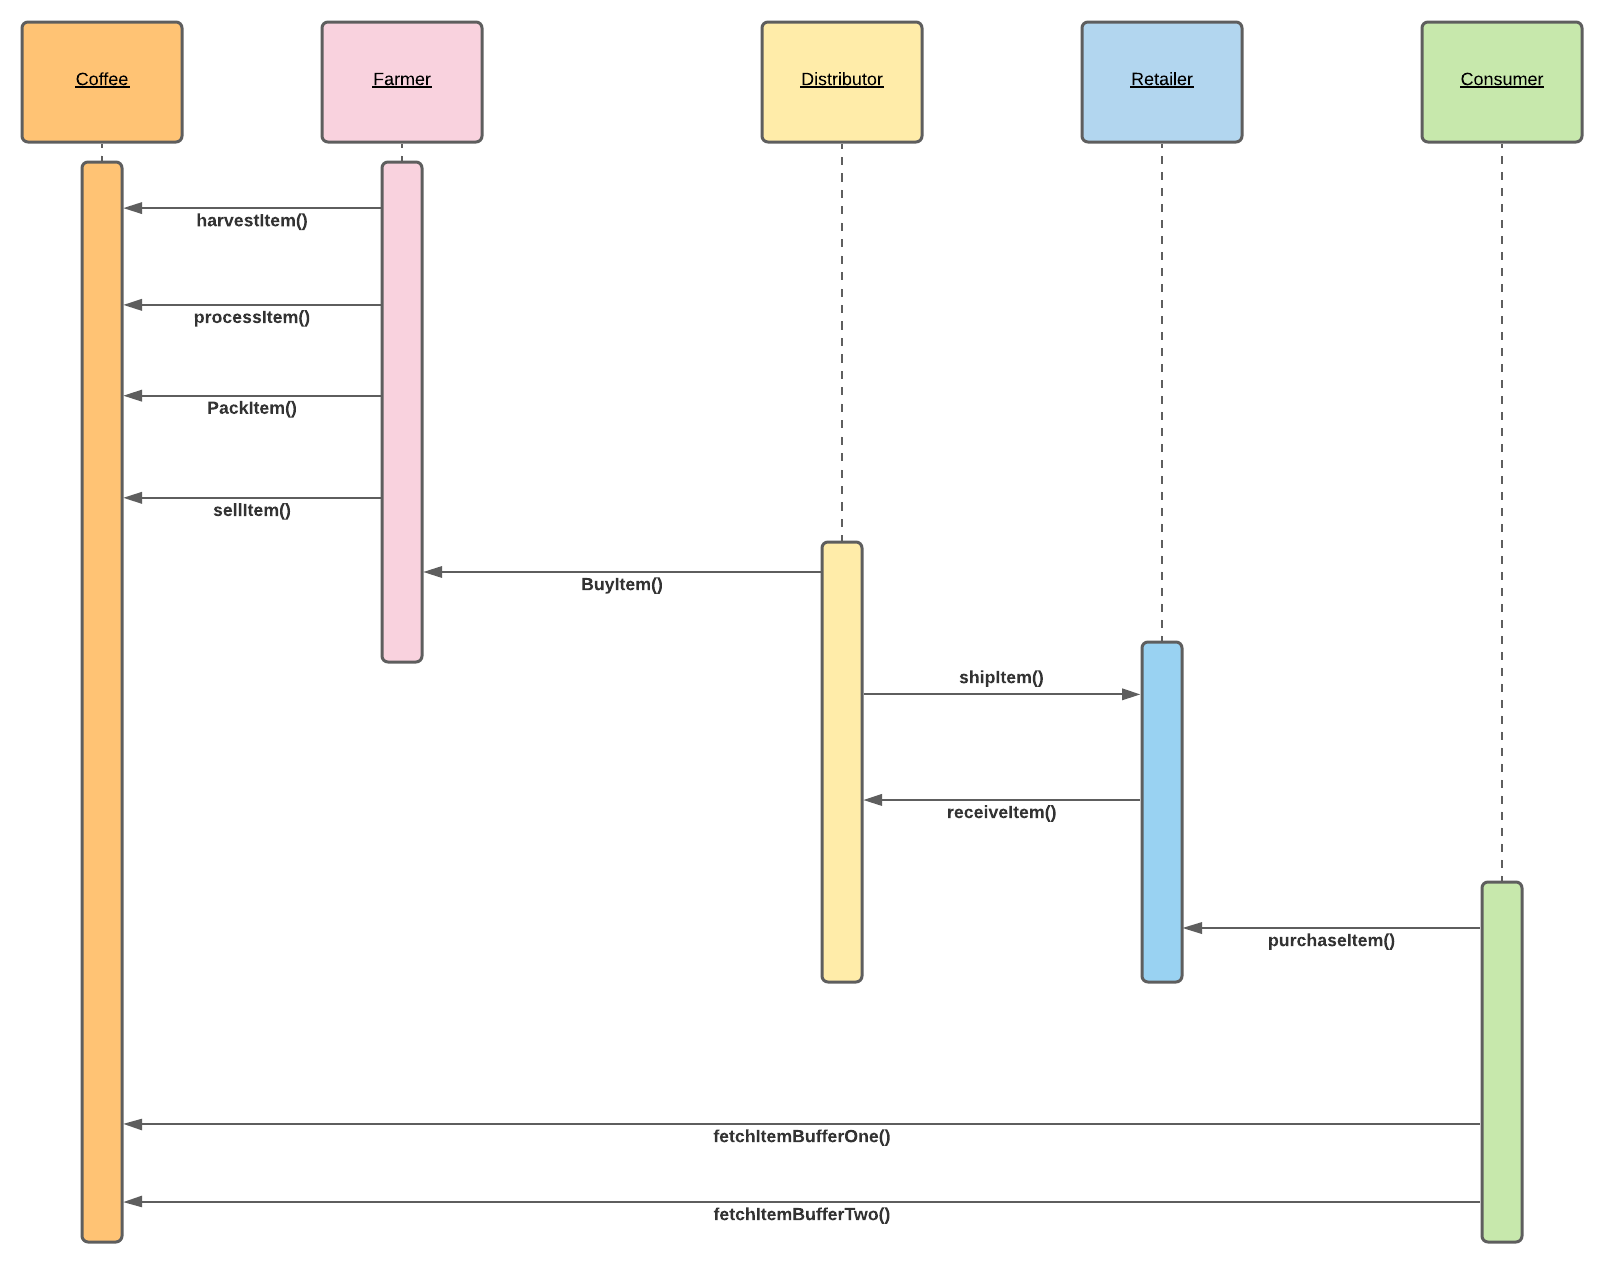 Coffee
Farmer
Distributor
Retailer
Consumer
harvestItem()
processItem()
PackItem()
sellItem()
BuyItem()
shipItem()
receiveItem()
purchaseItem()
fetchItemBufferOne()
fetchItemBufferTwo()